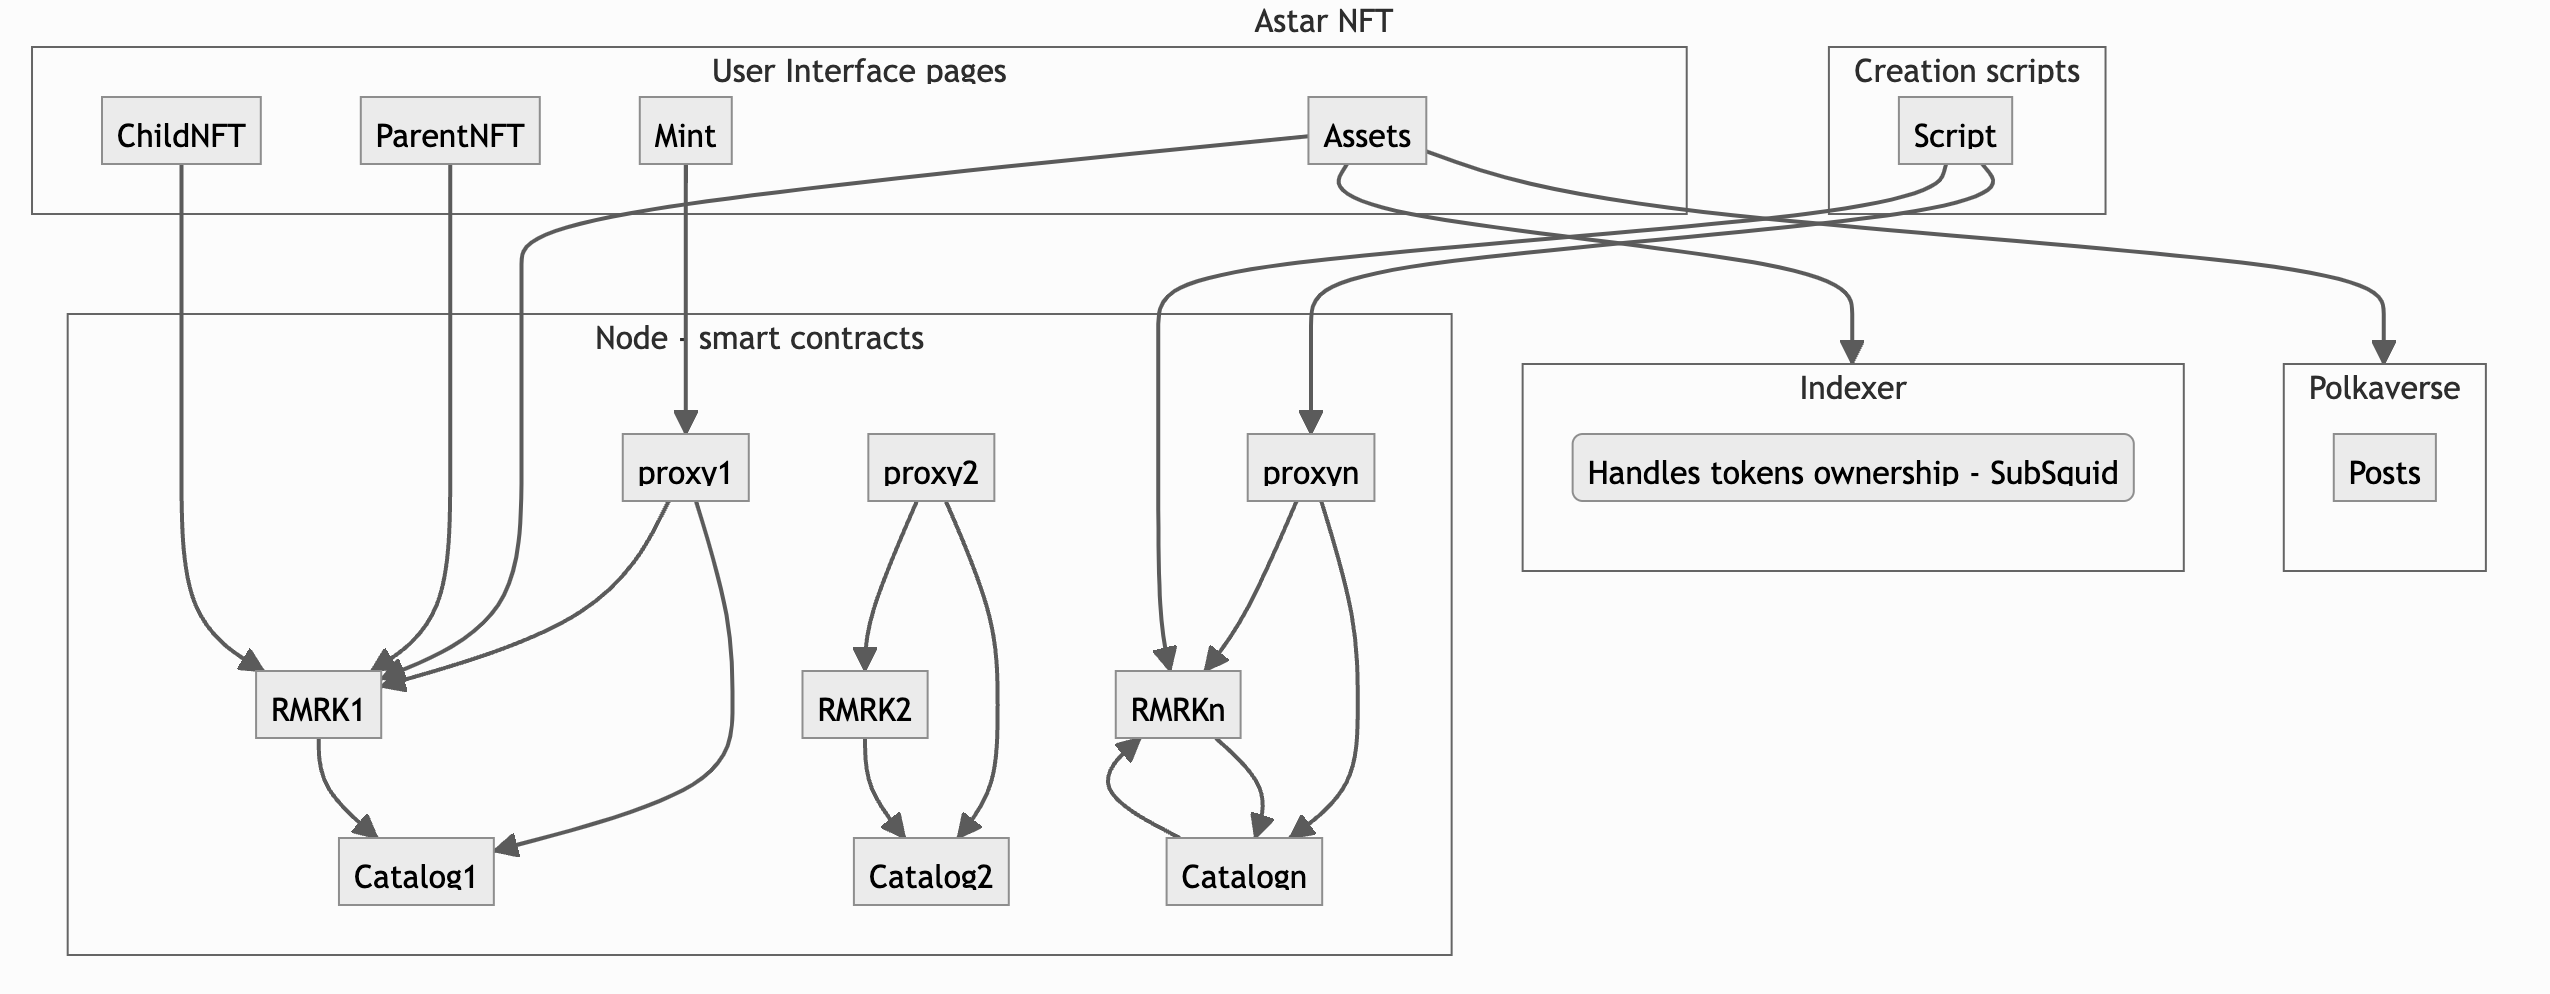 Astar NFT
User Interface pages
Creation scripts
ChildNFT
ParentNFT
Mint
Assets
Script
Node - smart contracts
Indexer
Polkaverse
proxy1
proxy2
proxyn
Handles tokens ownership - SubSquid
Posts
RMRK1
RMRK2
RMRKn
Catalog1
Catalog2
Catalogn